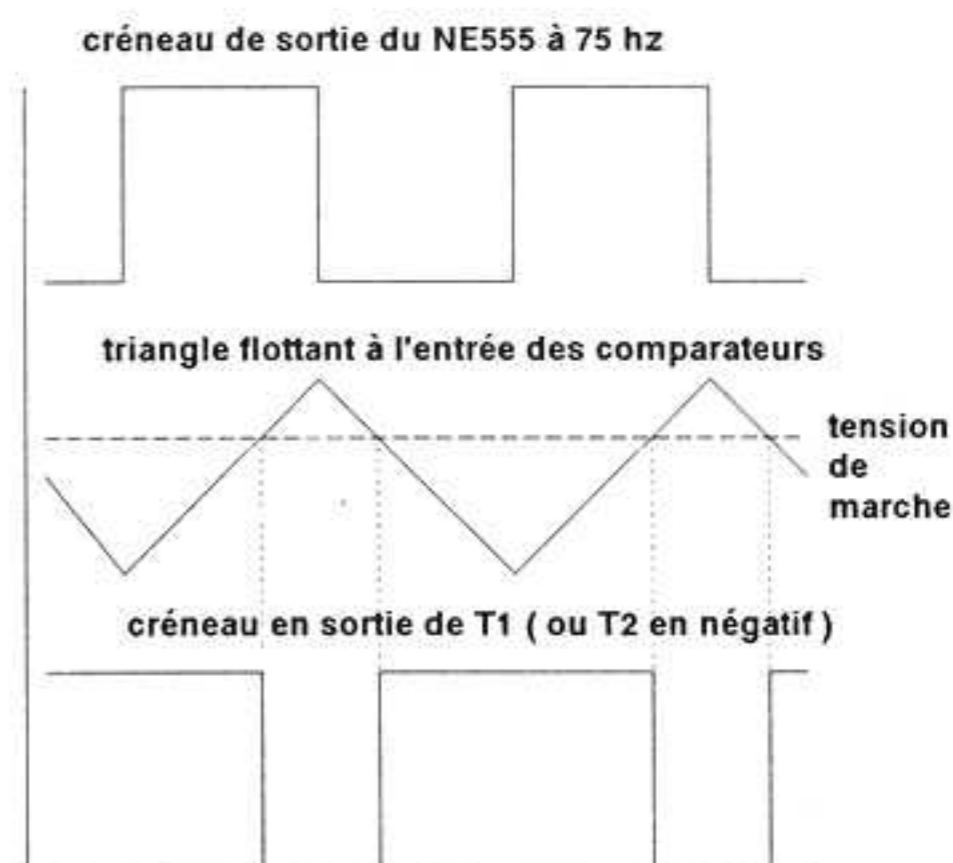 créneau de sortie du NE555 à 75 hz
triangle flottant à l'entrée des comparateurs
tension
de
marche
créneau en sortie de T1 ( ou T2 en négatif )